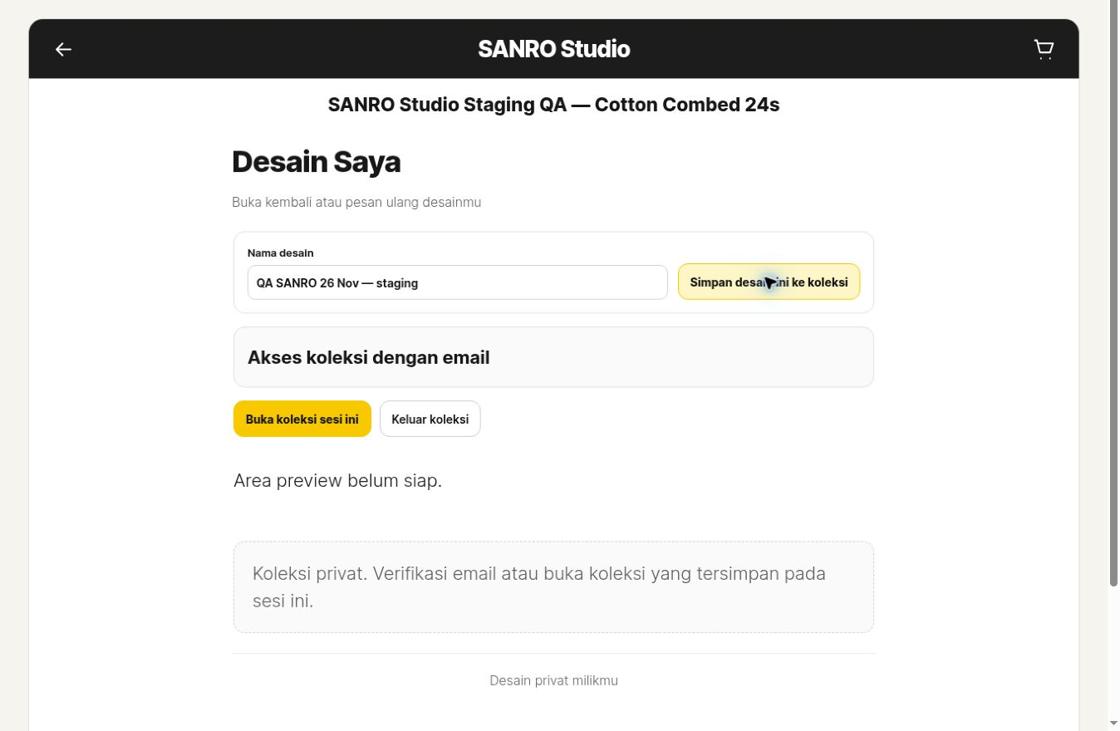 SANRO Studio
SANRO Studio Staging QA — Cotton Combed 24s
Desain Saya
Buka kembali atau pesan ulang desainmu
Nama desain
QA SANRO 26 Nov — staging
Simpan desain ini ke koleksi
Akses koleksi dengan email
Buka koleksi sesi ini
Keluar koleksi
Area preview belum siap.
Koleksi privat. Verifikasi email atau buka koleksi yang tersimpan pada
sesi ini.
Desain privat milikmu